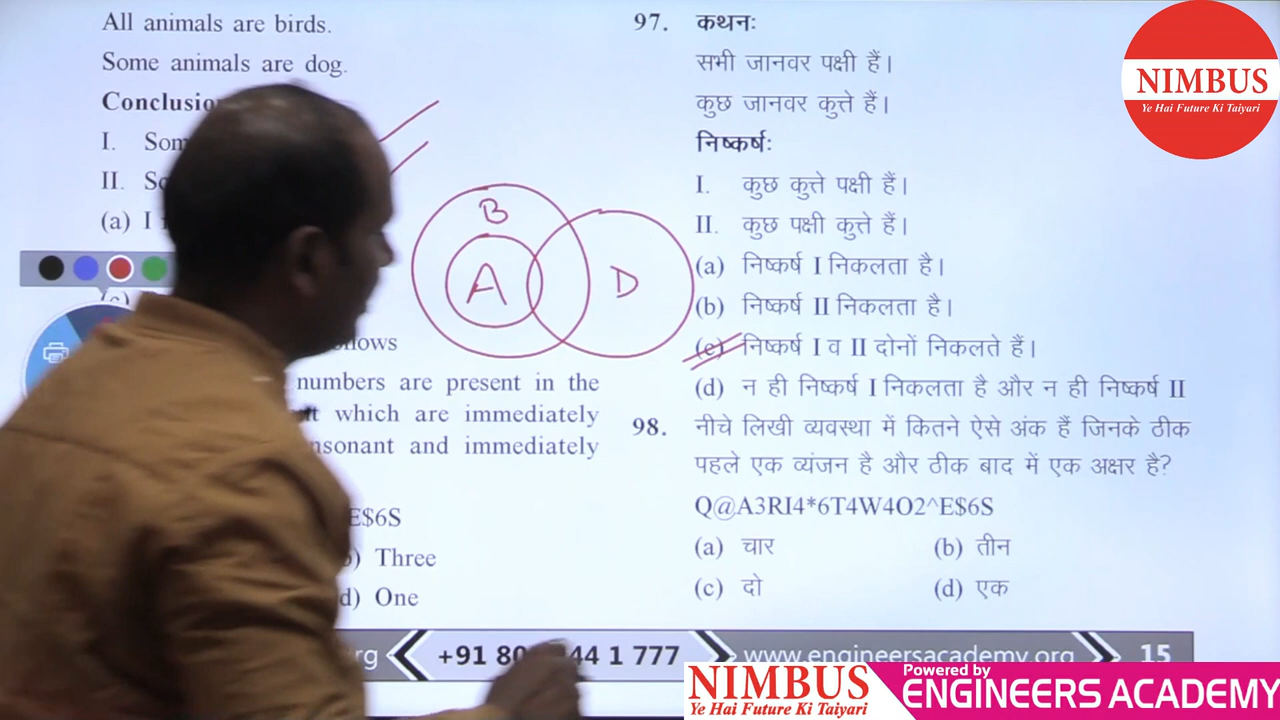 All animals are birds.
Some animals are dog.
Conclusio
I. Som
II. So
(a) I
(c)
ollows
numbers are present in the
which are immediately
nsonant and immediately
E$6S
) Three
d) One
B
A
D
97. कथनः
सभी जानवर पक्षी हैं।
कुछ जानवर कुत्ते हैं।
निष्कर्षः
I. कुछ कुत्ते पक्षी हैं।
II. कुछ पक्षी कुत्ते हैं।
(a) निष्कर्ष I निकलता है।
(b) निष्कर्ष II निकलता है।
(c) निष्कर्ष I व II दोनों निकलते हैं।
(d) न ही निष्कर्ष I निकलता है और न ही निष्कर्ष II
98. नीचे लिखी व्यवस्था में कितने ऐसे अंक हैं जिनके ठीक
पहले एक व्यंजन है और ठीक बाद में एक अक्षर है?
Q@A3RI4*6T4W4O2^E$6S
(a) चार (b) तीन
(c) दो (d) एक
rg +91 80 44 1 777 www.engineersacademy.org 15
NIMBUS
Ye Hai Future Ki Taiyari
NIMBUS
Ye Hai Future Ki Taiyari
Powered by
ENGINEERS ACADEMY